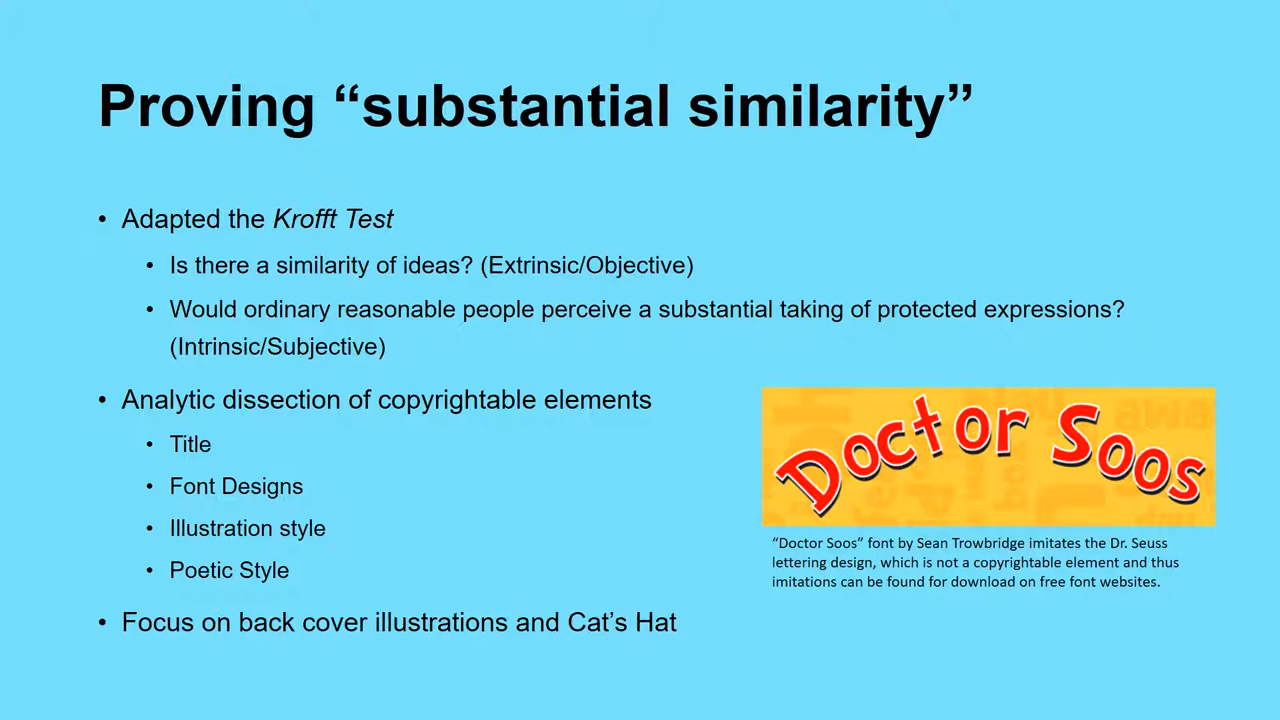 Proving “substantial similarity”
• Adapted the Krofft Test
• Is there a similarity of ideas? (Extrinsic/Objective)
• Would ordinary reasonable people perceive a substantial taking of protected expressions?
(Intrinsic/Subjective)
• Analytic dissection of copyrightable elements
• Title
• Font Designs
• Illustration style
• Poetic Style
• Focus on back cover illustrations and Cat’s Hat
Doctor Soos
“Doctor Soos” font by Sean Trowbridge imitates the Dr. Seuss
lettering design, which is not a copyrightable element and thus
imitations can be found for download on free font websites.